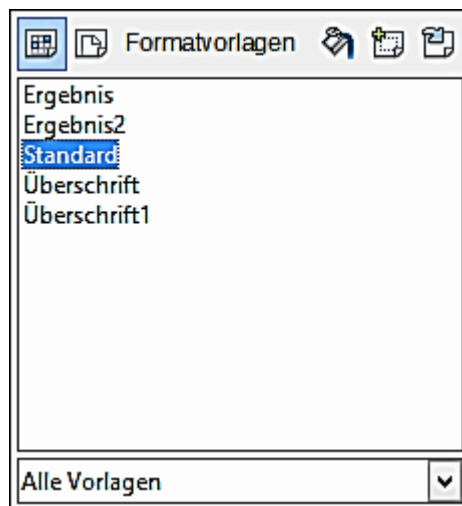 Formatvorlagen
Ergebnis
Ergebnis2
Standard
Überschrift
Überschrift1
Alle Vorlagen